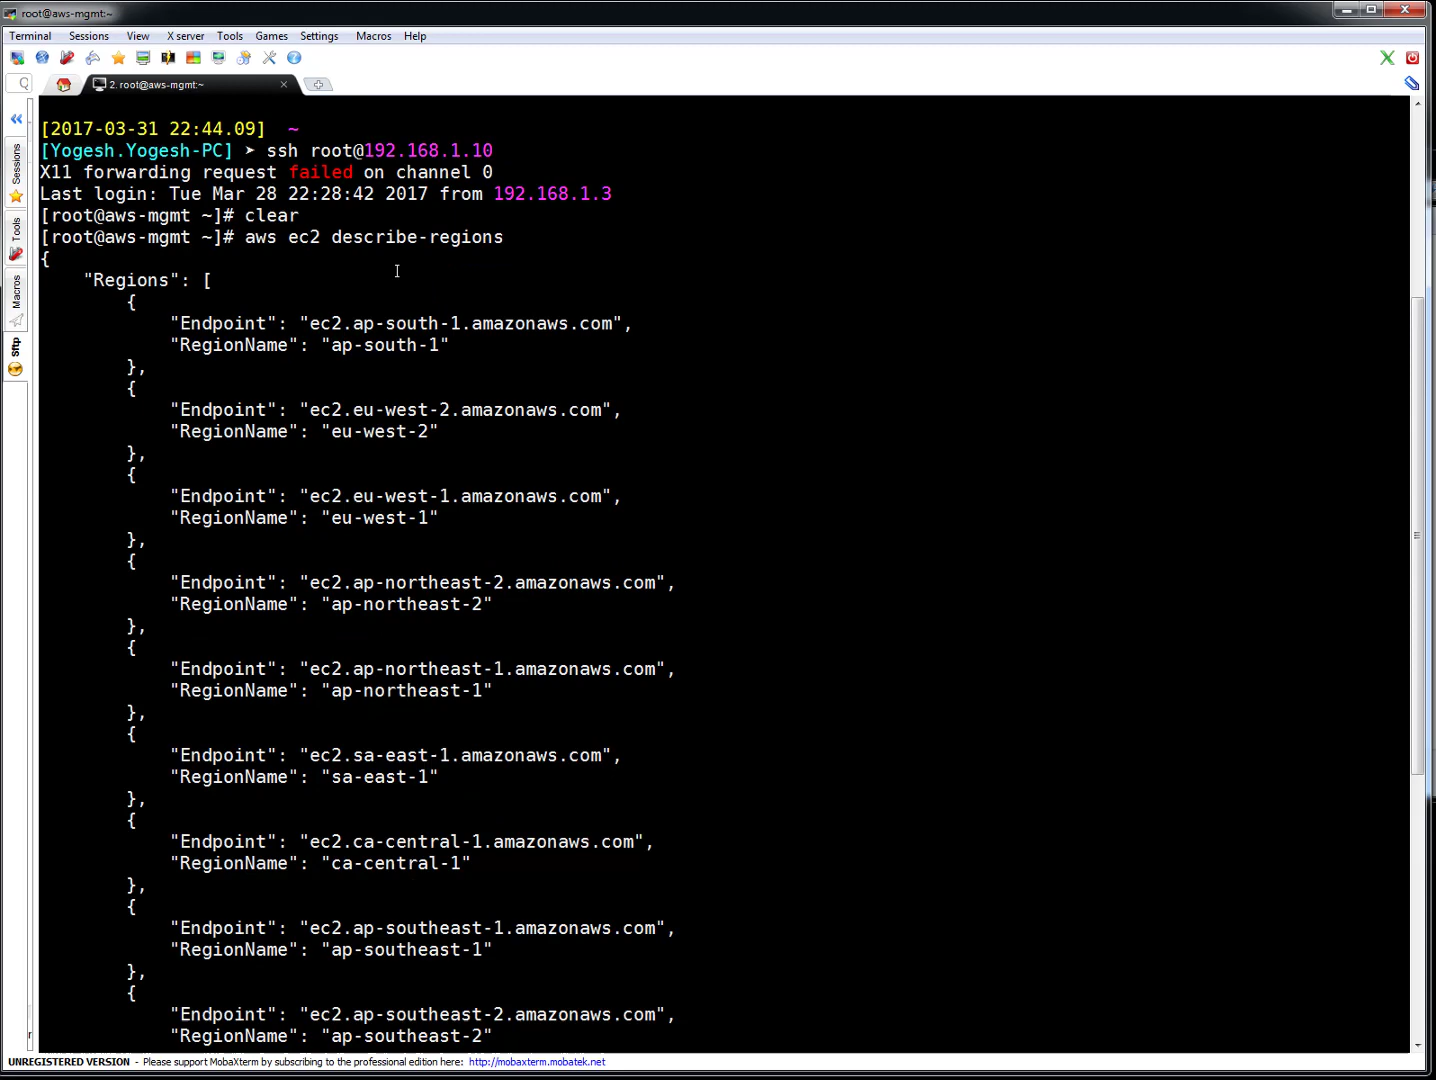 root@aws-mgmt:~
Terminal Sessions View X server Tools Games Settings Macros Help
2. root@aws-mgmt:~
Sessions
Tools
Macros
Sftp
[2017-03-31 22:44.09] ~
[Yogesh.Yogesh-PC] ➤ ssh root@192.168.1.10
X11 forwarding request failed on channel 0
Last login: Tue Mar 28 22:28:42 2017 from 192.168.1.3
[root@aws-mgmt ~]# clear
[root@aws-mgmt ~]# aws ec2 describe-regions
{
    "Regions": [
        {
            "Endpoint": "ec2.ap-south-1.amazonaws.com",
            "RegionName": "ap-south-1"
        },
        {
            "Endpoint": "ec2.eu-west-2.amazonaws.com",
            "RegionName": "eu-west-2"
        },
        {
            "Endpoint": "ec2.eu-west-1.amazonaws.com",
            "RegionName": "eu-west-1"
        },
        {
            "Endpoint": "ec2.ap-northeast-2.amazonaws.com",
            "RegionName": "ap-northeast-2"
        },
        {
            "Endpoint": "ec2.ap-northeast-1.amazonaws.com",
            "RegionName": "ap-northeast-1"
        },
        {
            "Endpoint": "ec2.sa-east-1.amazonaws.com",
            "RegionName": "sa-east-1"
        },
        {
            "Endpoint": "ec2.ca-central-1.amazonaws.com",
            "RegionName": "ca-central-1"
        },
        {
            "Endpoint": "ec2.ap-southeast-1.amazonaws.com",
            "RegionName": "ap-southeast-1"
        },
        {
            "Endpoint": "ec2.ap-southeast-2.amazonaws.com",
            "RegionName": "ap-southeast-2"
UNREGISTERED VERSION - Please support MobaXterm by subscribing to the professional edition here: http://mobaxterm.mobatek.net